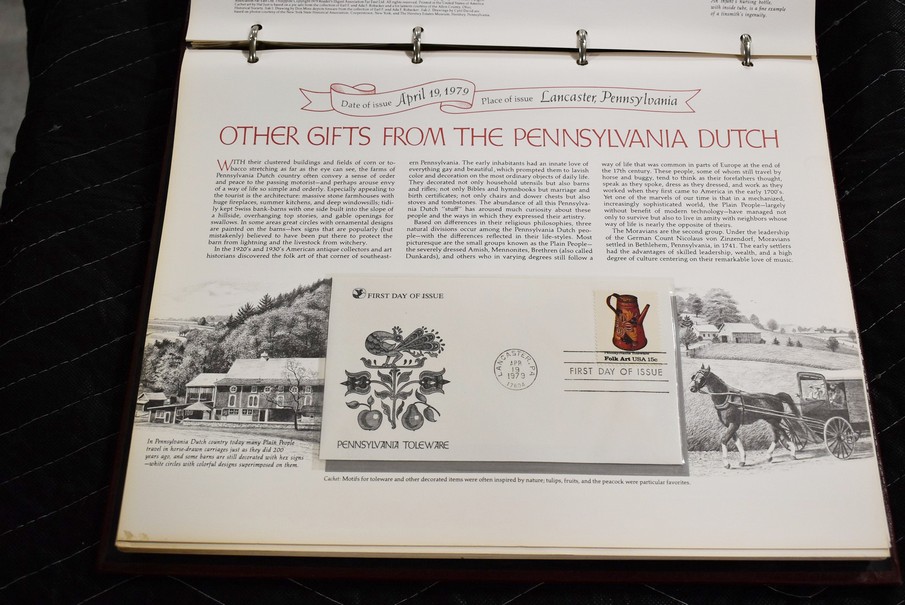 An infant's nursing bottle,
with inside tube, is a fine example
of a tinsmith's ingenuity.
Date of issue April 19, 1979 Place of issue Lancaster, Pennsylvania
OTHER GIFTS FROM THE PENNSYLVANIA DUTCH
WITH their clustered buildings and fields of corn or to-
bacco stretching as far as the eye can see, the farms of
Pennsylvania Dutch country often convey a sense of order
and peace to the passing motorist—and perhaps arouse envy
of a way of life so simple and orderly. Especially appealing to
the tourist is the architecture: massive stone farmhouses with
huge fireplaces, summer kitchens, and deep windowsills; tidi-
ly kept Swiss bank-barns with one side built into the slope of
a hillside, overhanging top stories, and gable openings for
swallows. In some areas great circles with ornamental designs
are painted on the barns—hex signs that are popularly (but
mistakenly) believed to have been put there to protect the
barn from lightning and the livestock from witchery.
In the 1920's and 1930's American antique collectors and art
historians discovered the folk art of that corner of southeast-
ern Pennsylvania. The early inhabitants had an innate love of
everything gay and beautiful, which prompted them to lavish
color and decoration on the most ordinary objects of daily life.
They decorated not only household utensils but also barns
and rifles; not only Bibles and hymnbooks but marriage and
birth certificates; not only chairs and dower chests but also
stoves and tombstones. The abundance of all this Pennsylva-
nia Dutch "stuff" has aroused much curiosity about these
people and the ways in which they expressed their artistry.
Based on differences in their religious philosophies, three
natural divisions occur among the Pennsylvania Dutch peo-
ple—with the differences reflected in their life-styles. Most
picturesque are the small groups known as the Plain People—
the severely dressed Amish, Mennonites, Brethren (also called
Dunkards), and others who in varying degrees still follow a
way of life that was common in parts of Europe at the end of
the 17th century. These people, some of whom still travel by
horse and buggy, tend to think as their forefathers thought,
speak as they spoke, dress as they dressed, and work as they
worked when they first came to America in the early 1700's.
Yet one of the marvels of our time is that in a mechanized,
increasingly sophisticated world, the Plain People—largely
without benefit of modern technology—have managed not
only to survive but also to live in amity with neighbors whose
way of life is nearly the opposite of theirs.
The Moravians are the second group. Under the leadership
of the German Count Nicolaus von Zinzendorf, Moravians
settled in Bethlehem, Pennsylvania, in 1741. The early settlers
had the advantages of skilled leadership, wealth, and a high
degree of culture centering on their remarkable love of music.
FIRST DAY OF ISSUE
Pennsylvania Toleware
Folk Art USA 15c
LANCASTER, PA
APR
19
1979
17604
FIRST DAY OF ISSUE
PENNSYLVANIA TOLEWARE
In Pennsylvania Dutch country today many Plain People
travel in horse-drawn carriages just as they did 200
years ago, and some barns are still decorated with hex signs
—white circles with colorful designs superimposed on them.
Cachet: Motifs for toleware and other decorated items were often inspired by nature; tulips, fruits, and the peacock were particular favorites.